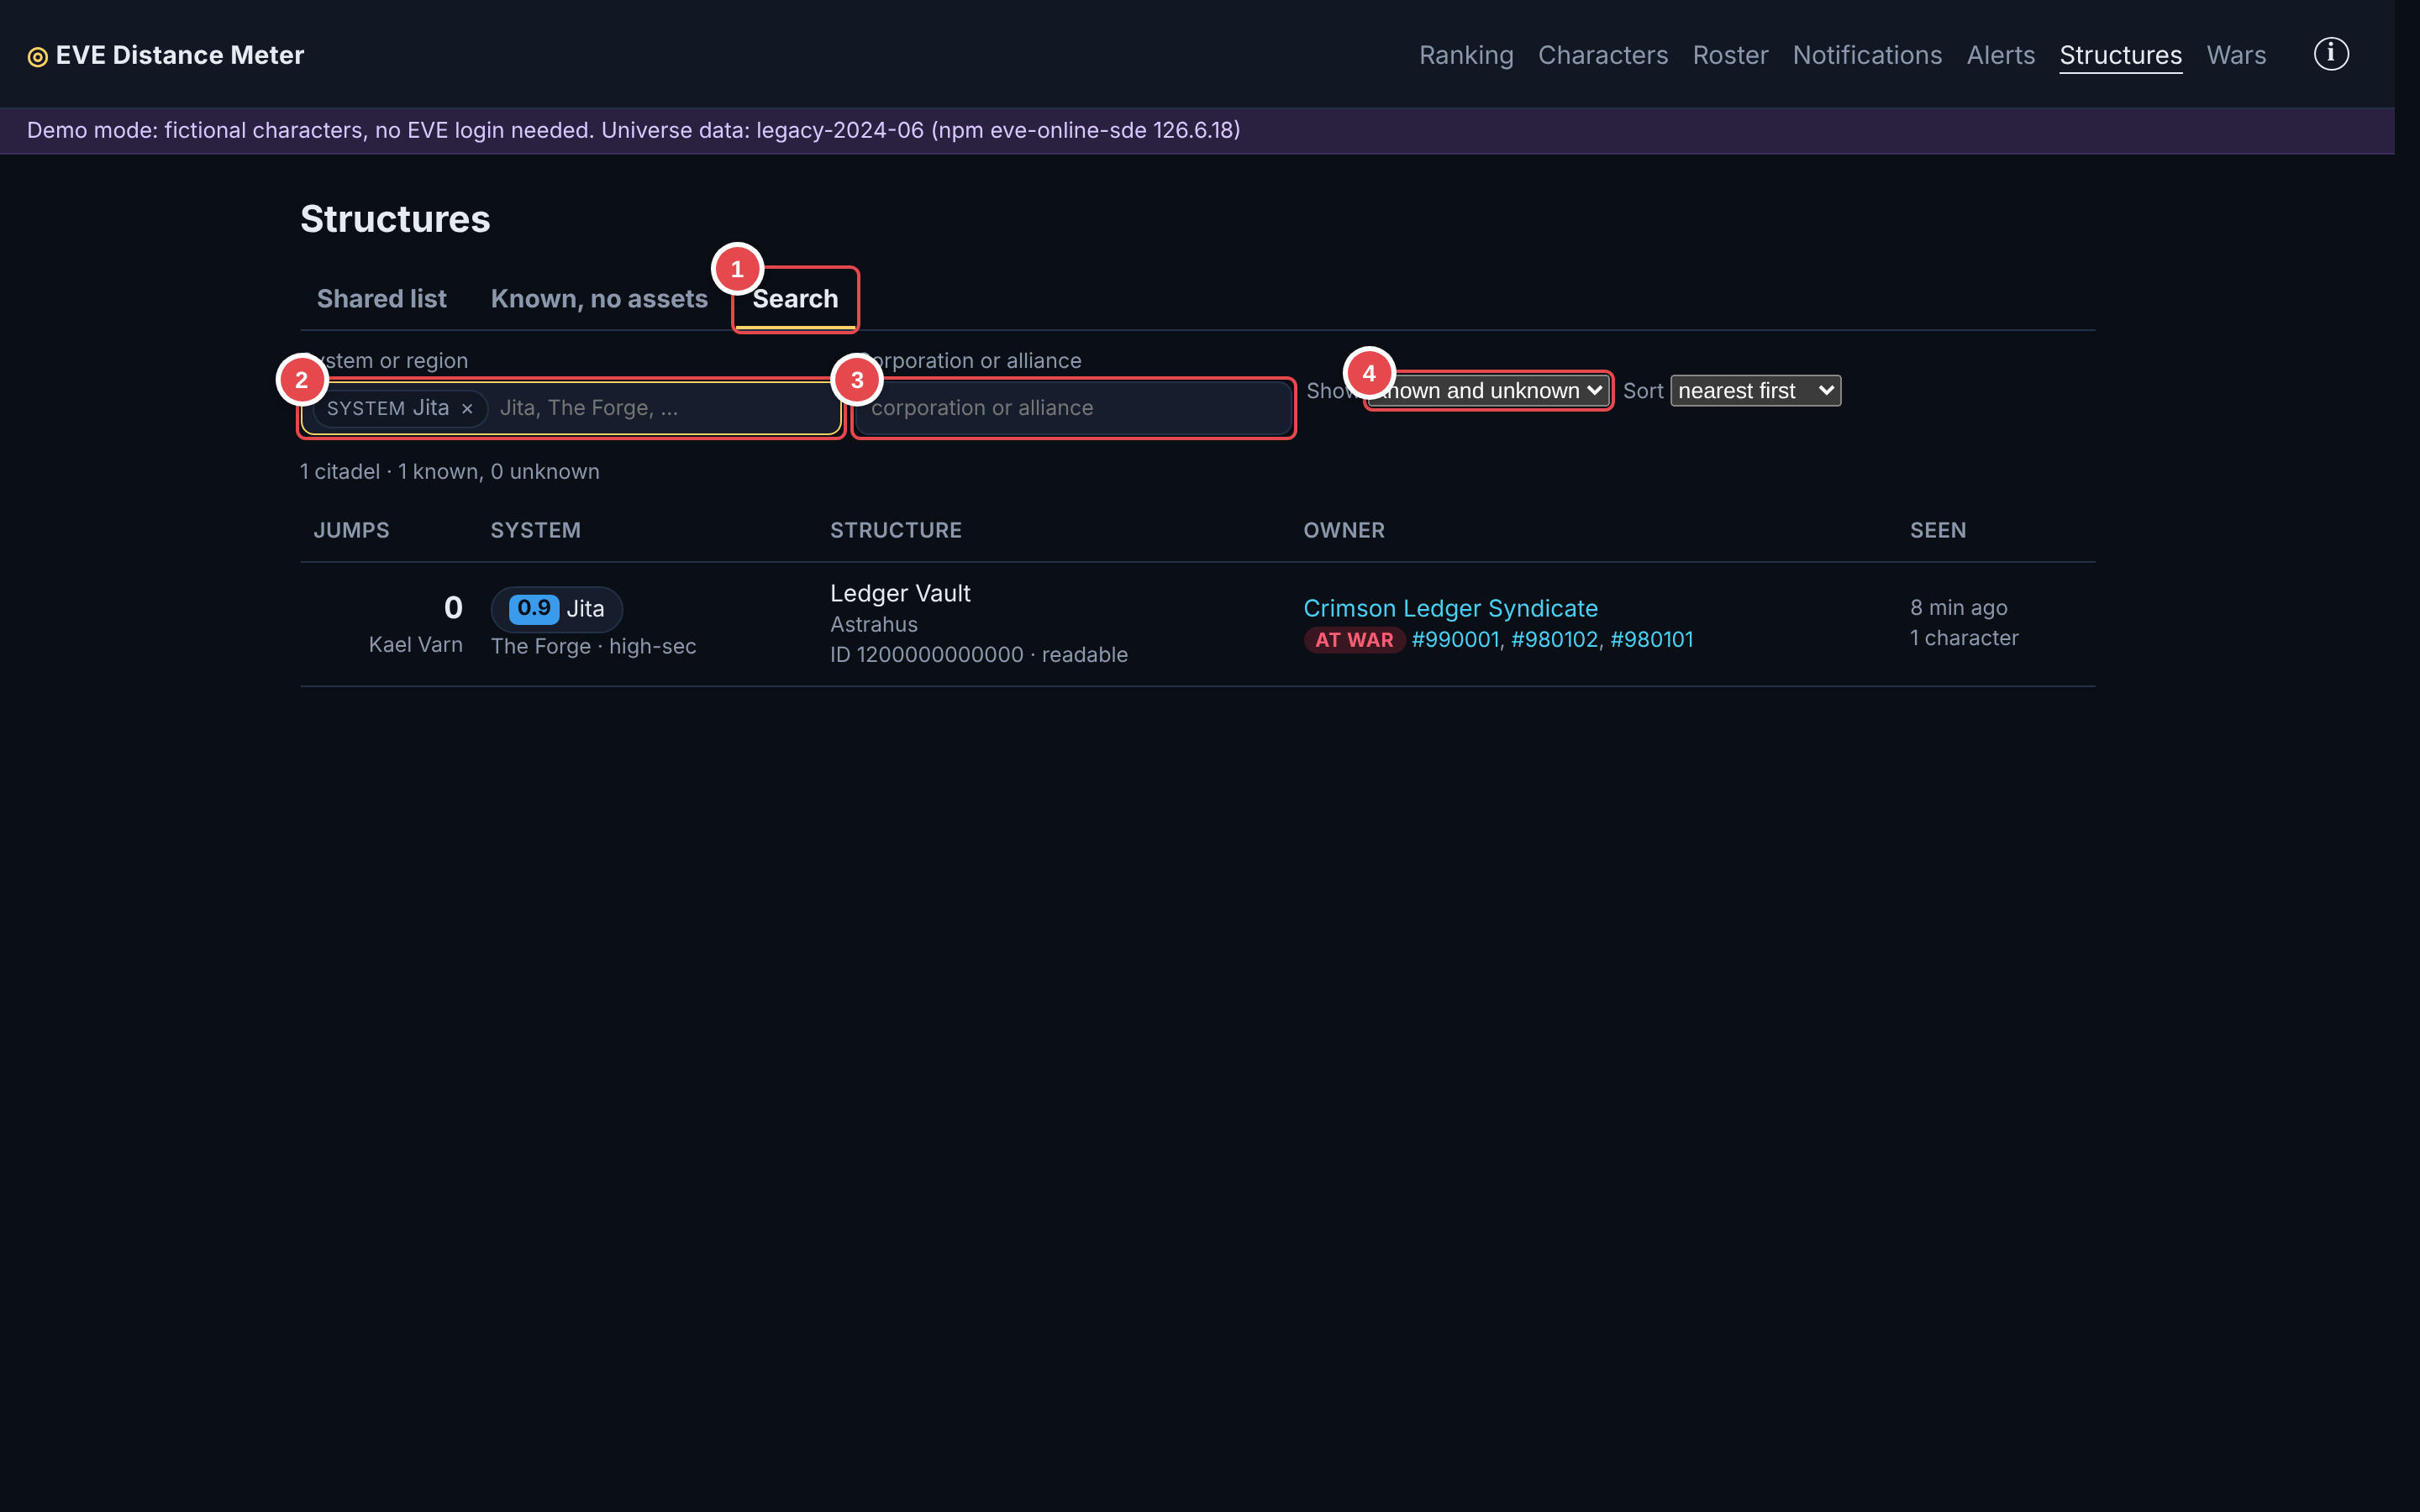 EVE Distance Meter
Ranking Characters Roster Notifications Alerts Structures Wars i
Demo mode: fictional characters, no EVE login needed. Universe data: legacy-2024-06 (npm eve-online-sde 126.6.18)
Structures
1
Shared list Known, no assets Search
ystem or region
orporation or alliance
2
3
4
SYSTEM Jita × Jita, The Forge, ...
corporation or alliance
Show nown and unknown Sort nearest first
1 citadel · 1 known, 0 unknown
JUMPS SYSTEM STRUCTURE OWNER SEEN
0
Kael Varn
0.9 Jita
The Forge · high-sec
Ledger Vault
Astrahus
ID 1200000000000 · readable
Crimson Ledger Syndicate
AT WAR #990001, #980102, #980101
8 min ago
1 character